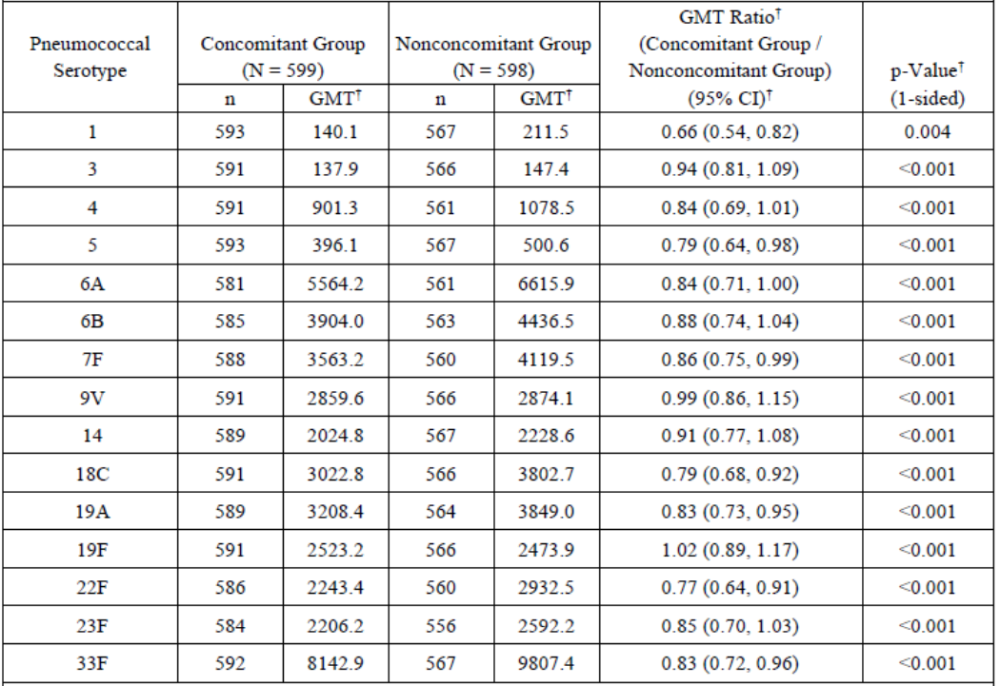 Pneumococcal Serotype | Concomitant Group (N = 599) | Nonconcomitant Group (N = 598) | GMT Ratio† (Concomitant Group / Nonconcomitant Group) (95% CI)† | p-Value† (1-sided)
n | GMT† | n | GMT†
1 | 593 | 140.1 | 567 | 211.5 | 0.66 (0.54, 0.82) | 0.004
3 | 591 | 137.9 | 566 | 147.4 | 0.94 (0.81, 1.09) | <0.001
4 | 591 | 901.3 | 561 | 1078.5 | 0.84 (0.69, 1.01) | <0.001
5 | 593 | 396.1 | 567 | 500.6 | 0.79 (0.64, 0.98) | <0.001
6A | 581 | 5564.2 | 561 | 6615.9 | 0.84 (0.71, 1.00) | <0.001
6B | 585 | 3904.0 | 563 | 4436.5 | 0.88 (0.74, 1.04) | <0.001
7F | 588 | 3563.2 | 560 | 4119.5 | 0.86 (0.75, 0.99) | <0.001
9V | 591 | 2859.6 | 566 | 2874.1 | 0.99 (0.86, 1.15) | <0.001
14 | 589 | 2024.8 | 567 | 2228.6 | 0.91 (0.77, 1.08) | <0.001
18C | 591 | 3022.8 | 566 | 3802.7 | 0.79 (0.68, 0.92) | <0.001
19A | 589 | 3208.4 | 564 | 3849.0 | 0.83 (0.73, 0.95) | <0.001
19F | 591 | 2523.2 | 566 | 2473.9 | 1.02 (0.89, 1.17) | <0.001
22F | 586 | 2243.4 | 560 | 2932.5 | 0.77 (0.64, 0.91) | <0.001
23F | 584 | 2206.2 | 556 | 2592.2 | 0.85 (0.70, 1.03) | <0.001
33F | 592 | 8142.9 | 567 | 9807.4 | 0.83 (0.72, 0.96) | <0.001